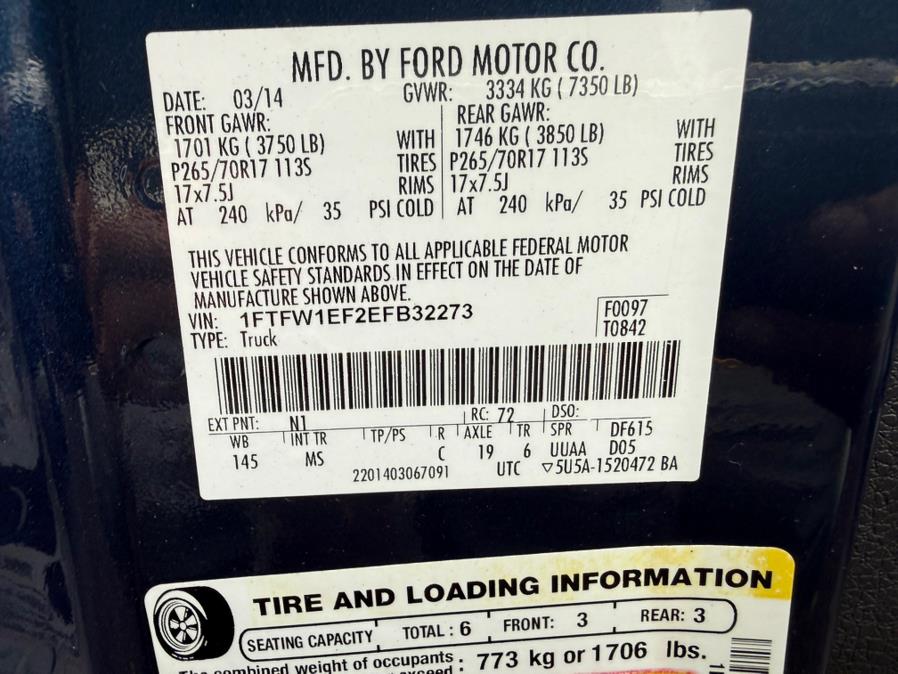 MFD. BY FORD MOTOR CO.
DATE: 03/14 GVWR: 3334 KG ( 7350 LB)
FRONT GAWR: REAR GAWR:
1701 KG ( 3750 LB) WITH 1746 KG ( 3850 LB) WITH
P265/70R17 113S TIRES P265/70R17 113S TIRES
17x7.5J RIMS 17x7.5J RIMS
AT 240 kPa/ 35 PSI COLD AT 240 kPa/ 35 PSI COLD
THIS VEHICLE CONFORMS TO ALL APPLICABLE FEDERAL MOTOR
VEHICLE SAFETY STANDARDS IN EFFECT ON THE DATE OF
MANUFACTURE SHOWN ABOVE.
VIN: 1FTFW1EF2EFB32273 F0097
TYPE: Truck T0842
EXT PNT: N1 RC: 72 DSO:
WB INT TR TP/PS R AXLE TR SPR DF615
145 MS C 19 6 UUAA D05
2201403067091 UTC ▽5U5A-1520472 BA
TIRE AND LOADING INFORMATION
SEATING CAPACITY TOTAL: 6 FRONT: 3 REAR: 3
The combined weight of occupants
exceed : 773 kg or 1706 lbs.